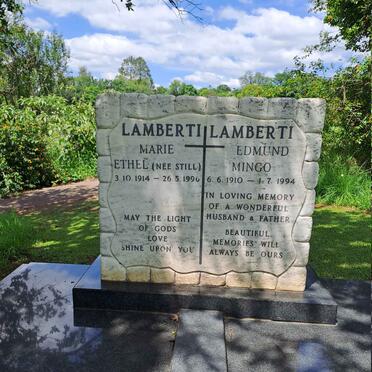 LAMBERTI
MARIE
ETHEL (NEE STILL)
3.10.1914 - 26.5.1996
MAY THE LIGHT
OF GODS
LOVE
SHINE UPON YOU
LAMBERTI
EDMUND
MINGO
6.6.1910 - 1.7.1994
IN LOVING MEMORY
OF A WONDERFUL
HUSBAND & FATHER
BEAUTIFUL
MEMORIES WILL
ALWAYS BE OURS